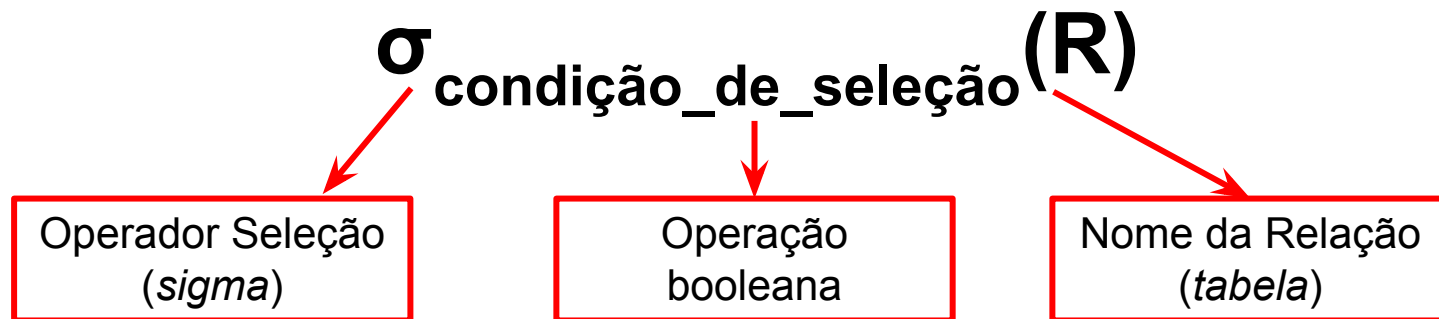 σcondição_de_seleção(R)
Operador Seleção
(sigma)
Operação
booleana
Nome da Relação
(tabela)